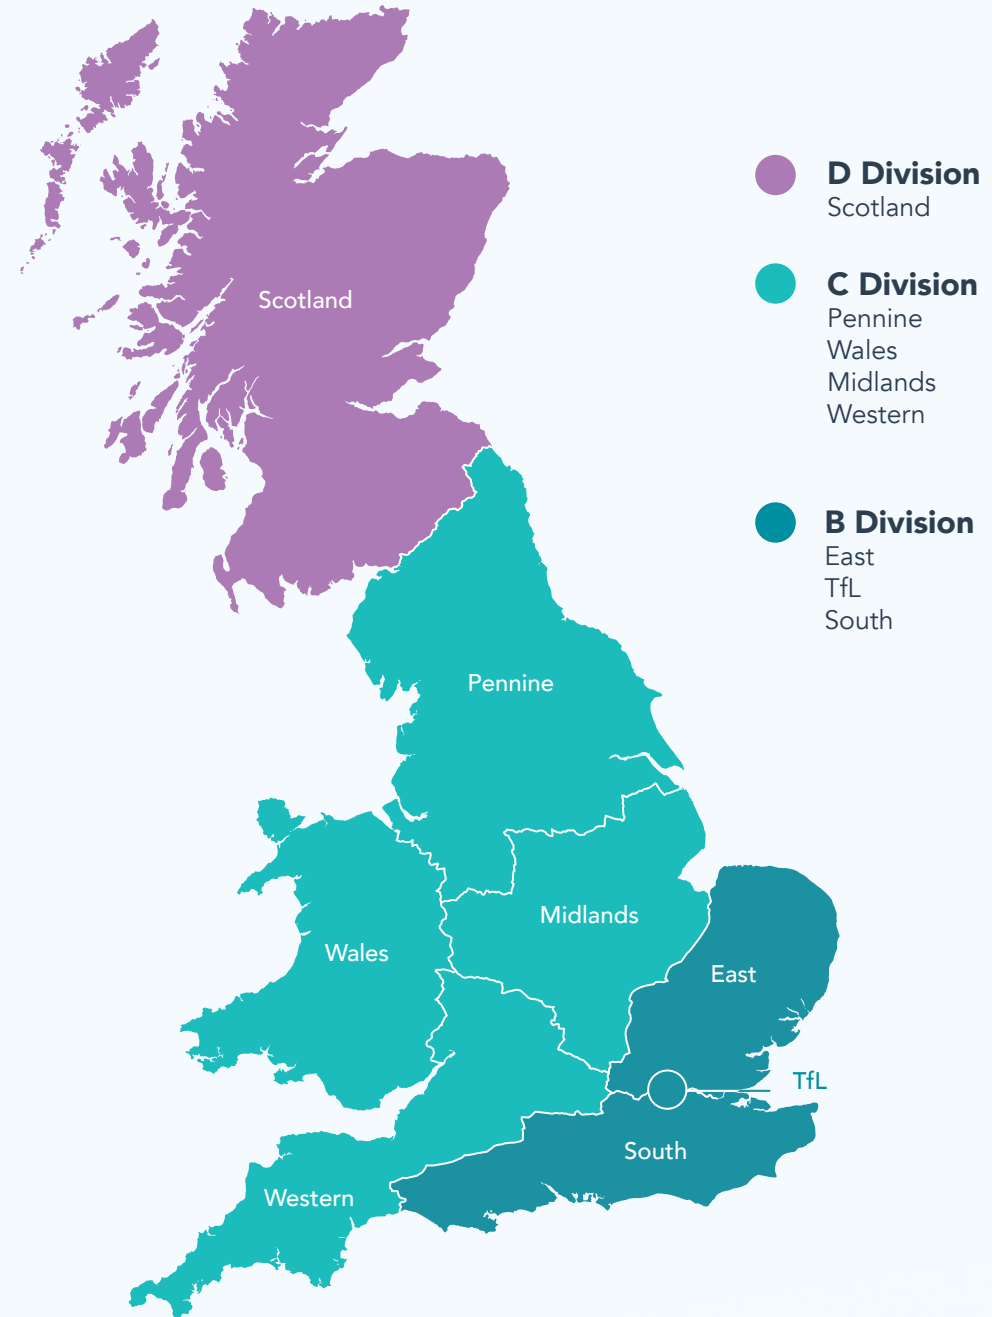 D Division
Scotland
C Division
Pennine
Wales
Midlands
Western
B Division
East
TfL
South
Scotland
Pennine
Midlands
Wales
East
TfL
South
Western